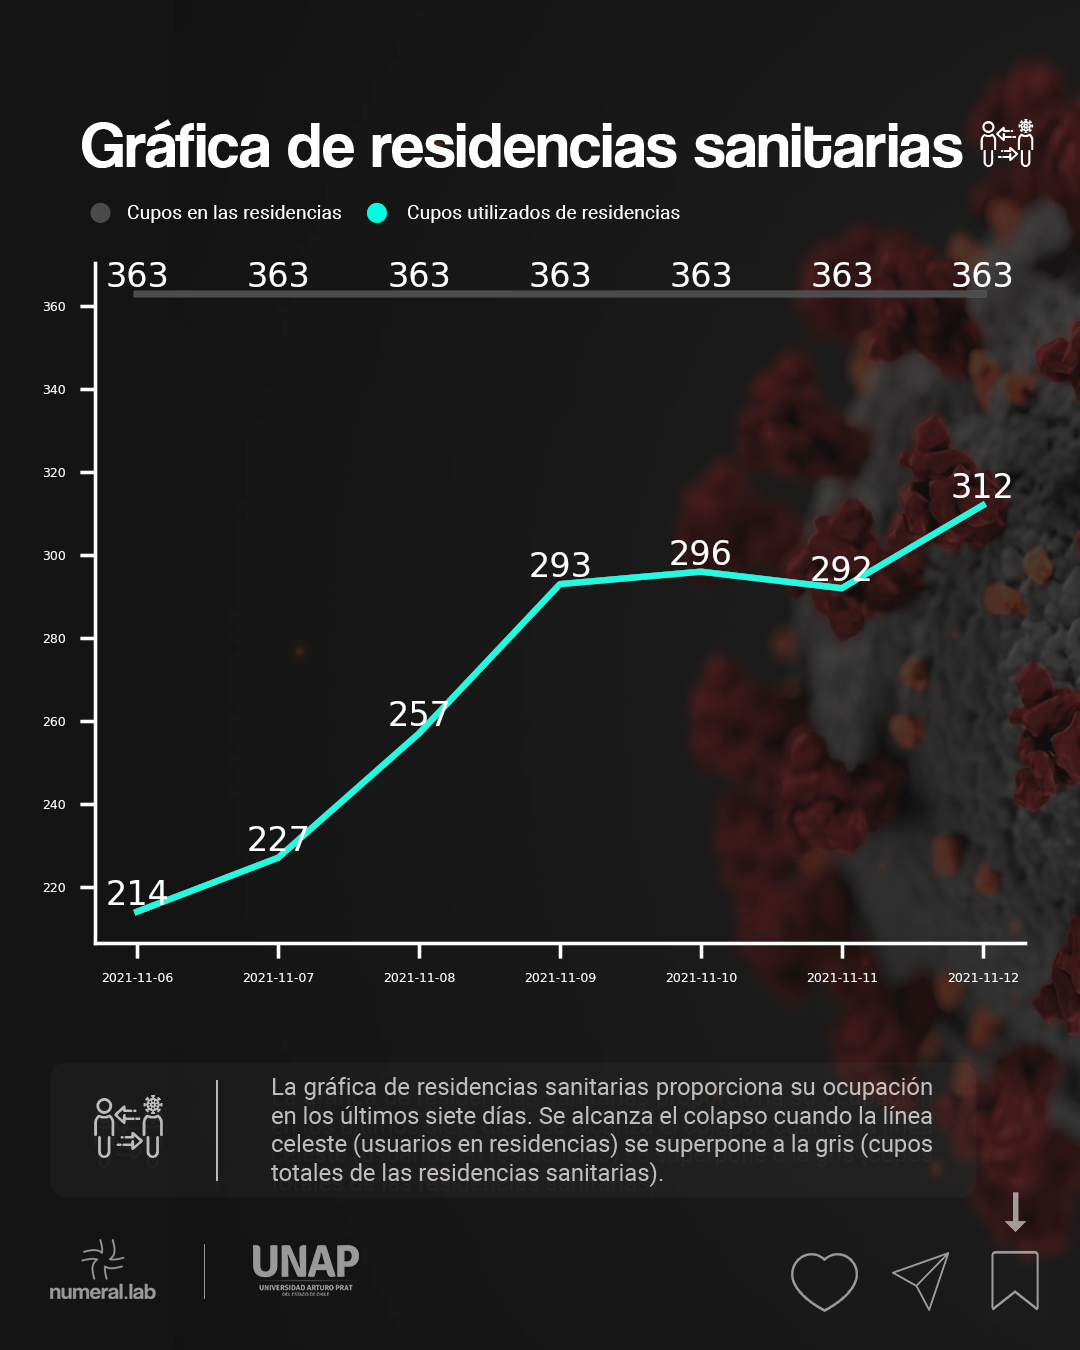 Gráfica de residencias sanitarias
Cupos en las residencias Cupos utilizados de residencias
363 363 363 363 363 363 363
360
340
320
312
300
293 296 292
280
260
257
240
227
220
214
2021-11-06 2021-11-07 2021-11-08 2021-11-09 2021-11-10 2021-11-11 2021-11-12
La gráfica de residencias sanitarias proporciona su ocupación
en los últimos siete días. Se alcanza el colapso cuando la línea
celeste (usuarios en residencias) se superpone a la gris (cupos
totales de las residencias sanitarias).
numeral.lab
UNAP
UNIVERSIDAD ARTURO PRAT
DEL ESTADO DE CHILE